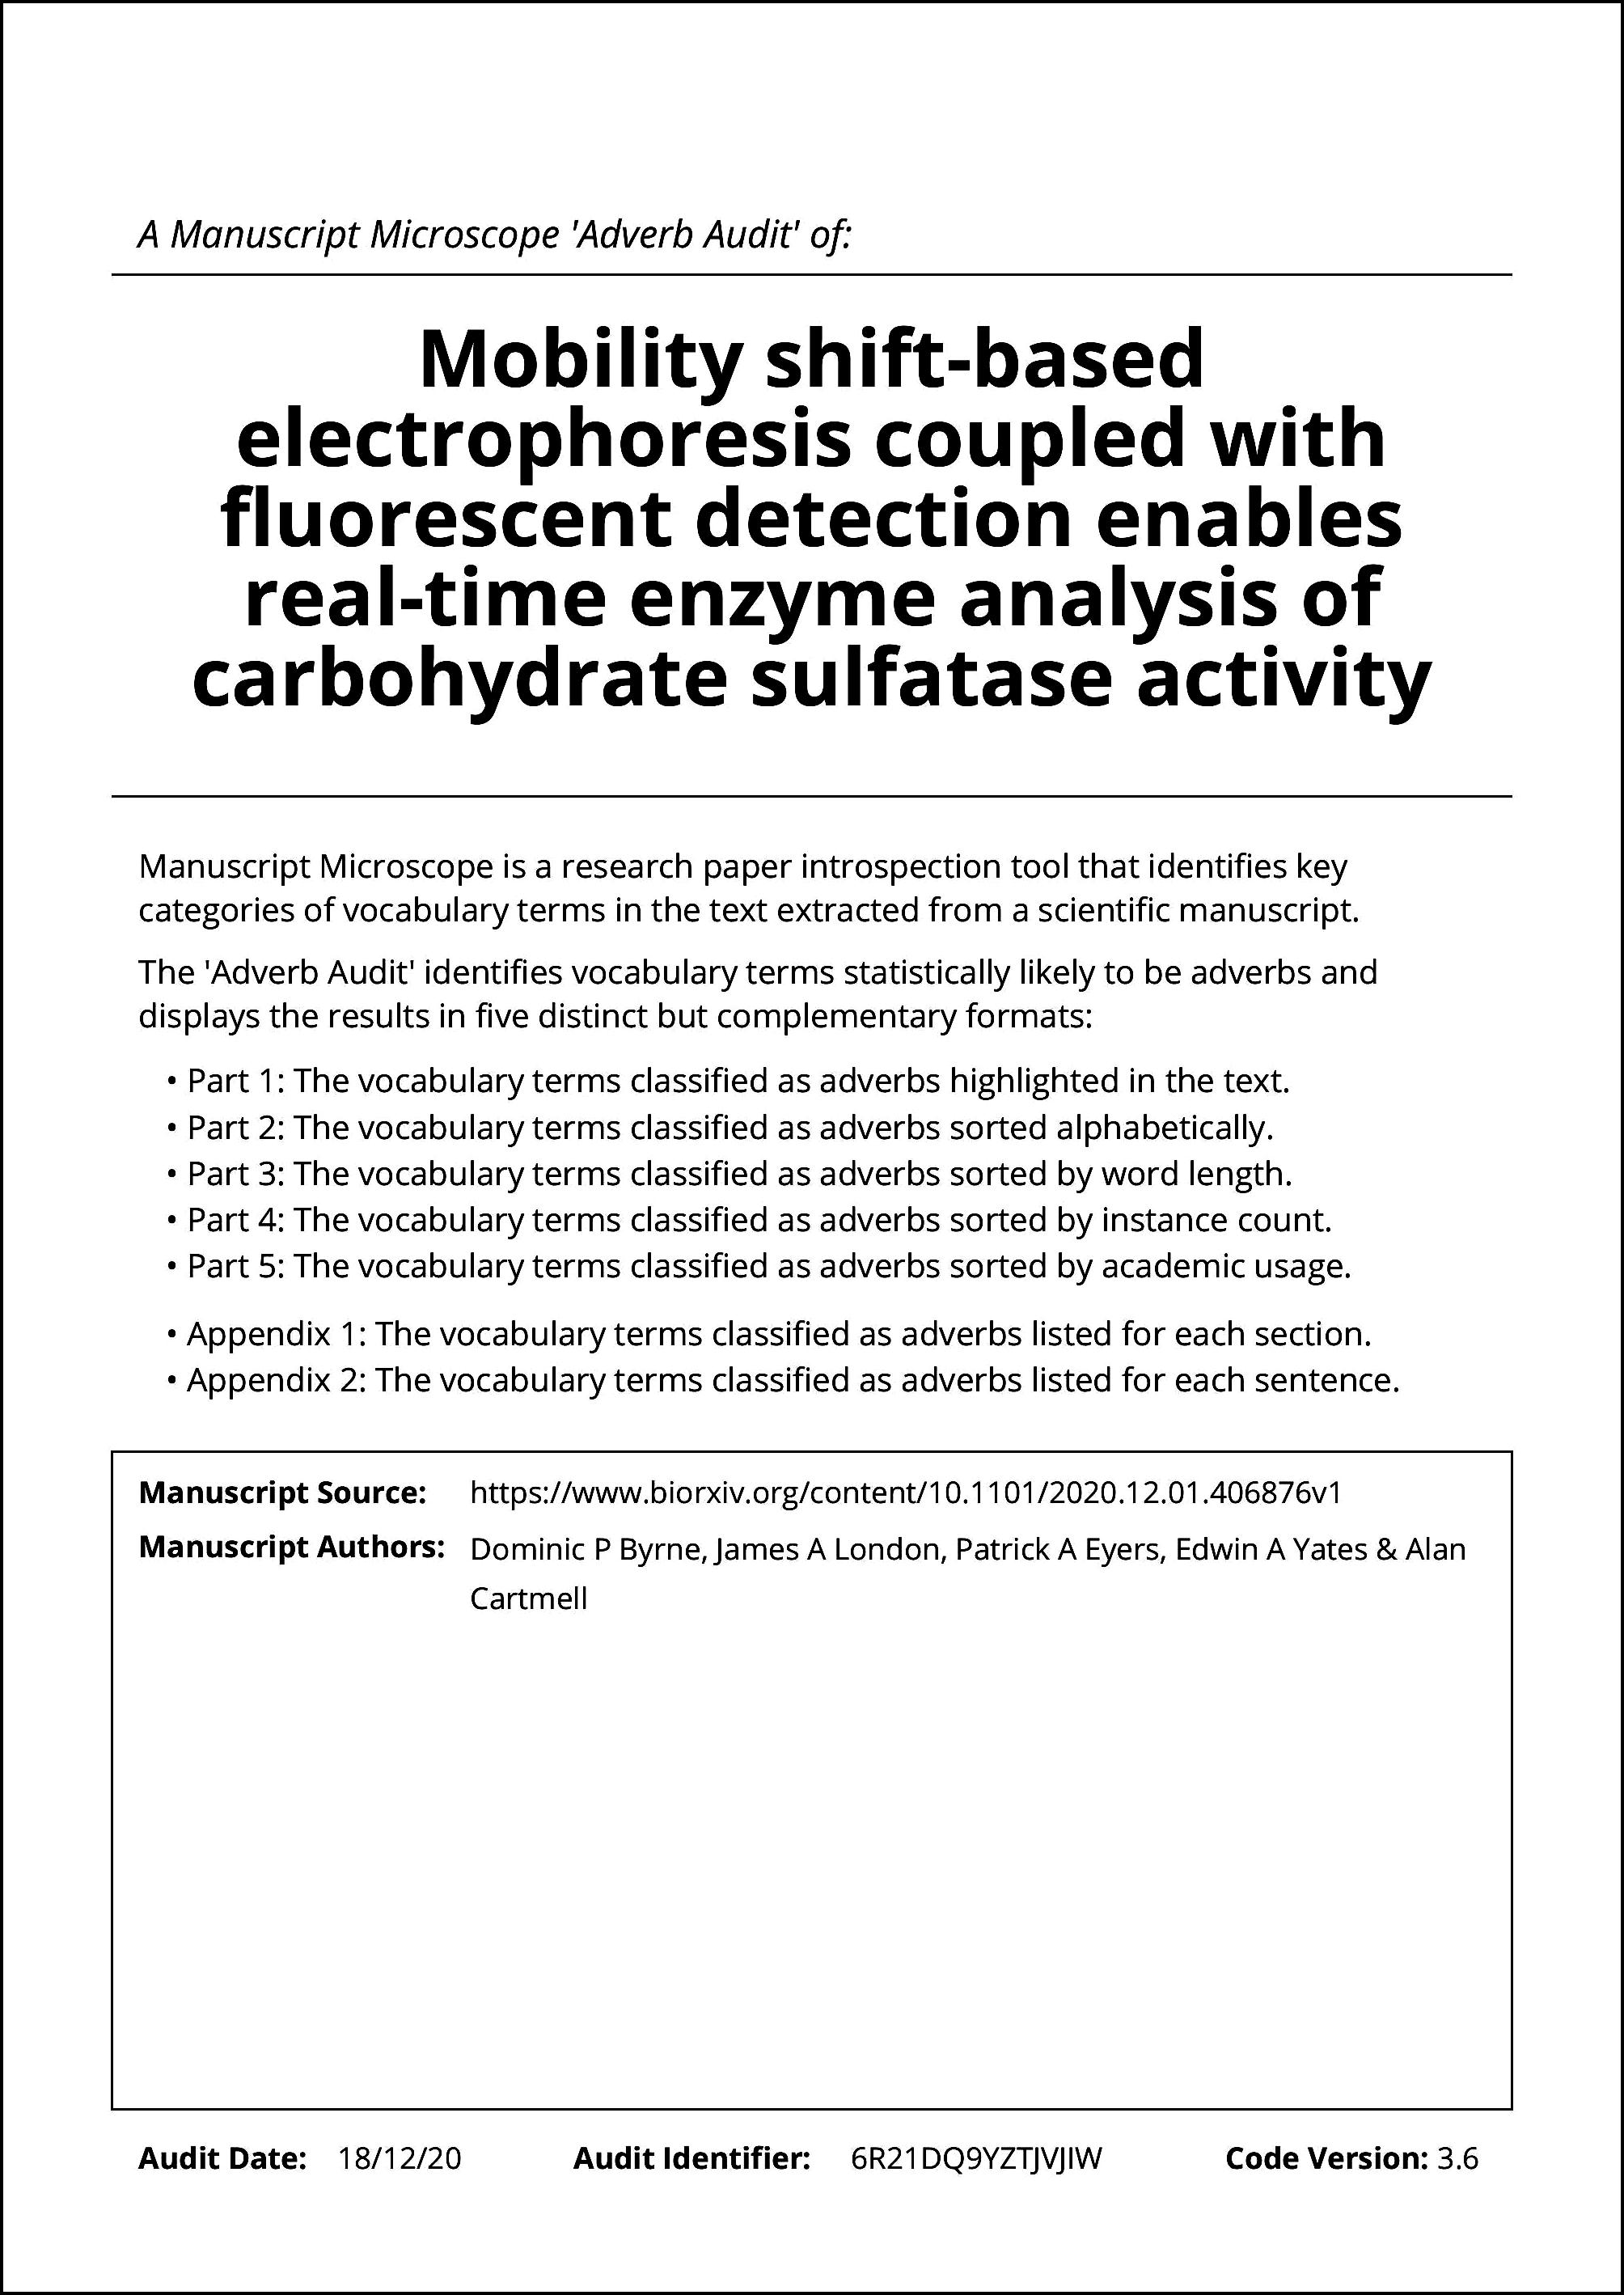 A Manuscript Microscope 'Adverb Audit' of:
Mobility shift-based
electrophoresis coupled with
fluorescent detection enables
real-time enzyme analysis of
carbohydrate sulfatase activity
Manuscript Microscope is a research paper introspection tool that identifies key
categories of vocabulary terms in the text extracted from a scientific manuscript.
The 'Adverb Audit' identifies vocabulary terms statistically likely to be adverbs and
displays the results in five distinct but complementary formats:
• Part 1: The vocabulary terms classified as adverbs highlighted in the text.
• Part 2: The vocabulary terms classified as adverbs sorted alphabetically.
• Part 3: The vocabulary terms classified as adverbs sorted by word length.
• Part 4: The vocabulary terms classified as adverbs sorted by instance count.
• Part 5: The vocabulary terms classified as adverbs sorted by academic usage.
• Appendix 1: The vocabulary terms classified as adverbs listed for each section.
• Appendix 2: The vocabulary terms classified as adverbs listed for each sentence.
Manuscript Source: https://www.biorxiv.org/content/10.1101/2020.12.01.406876v1
Manuscript Authors: Dominic P Byrne, James A London, Patrick A Eyers, Edwin A Yates & Alan
Cartmell
Audit Date: 18/12/20 Audit Identifier: 6R21DQ9YZTJVJIW Code Version: 3.6